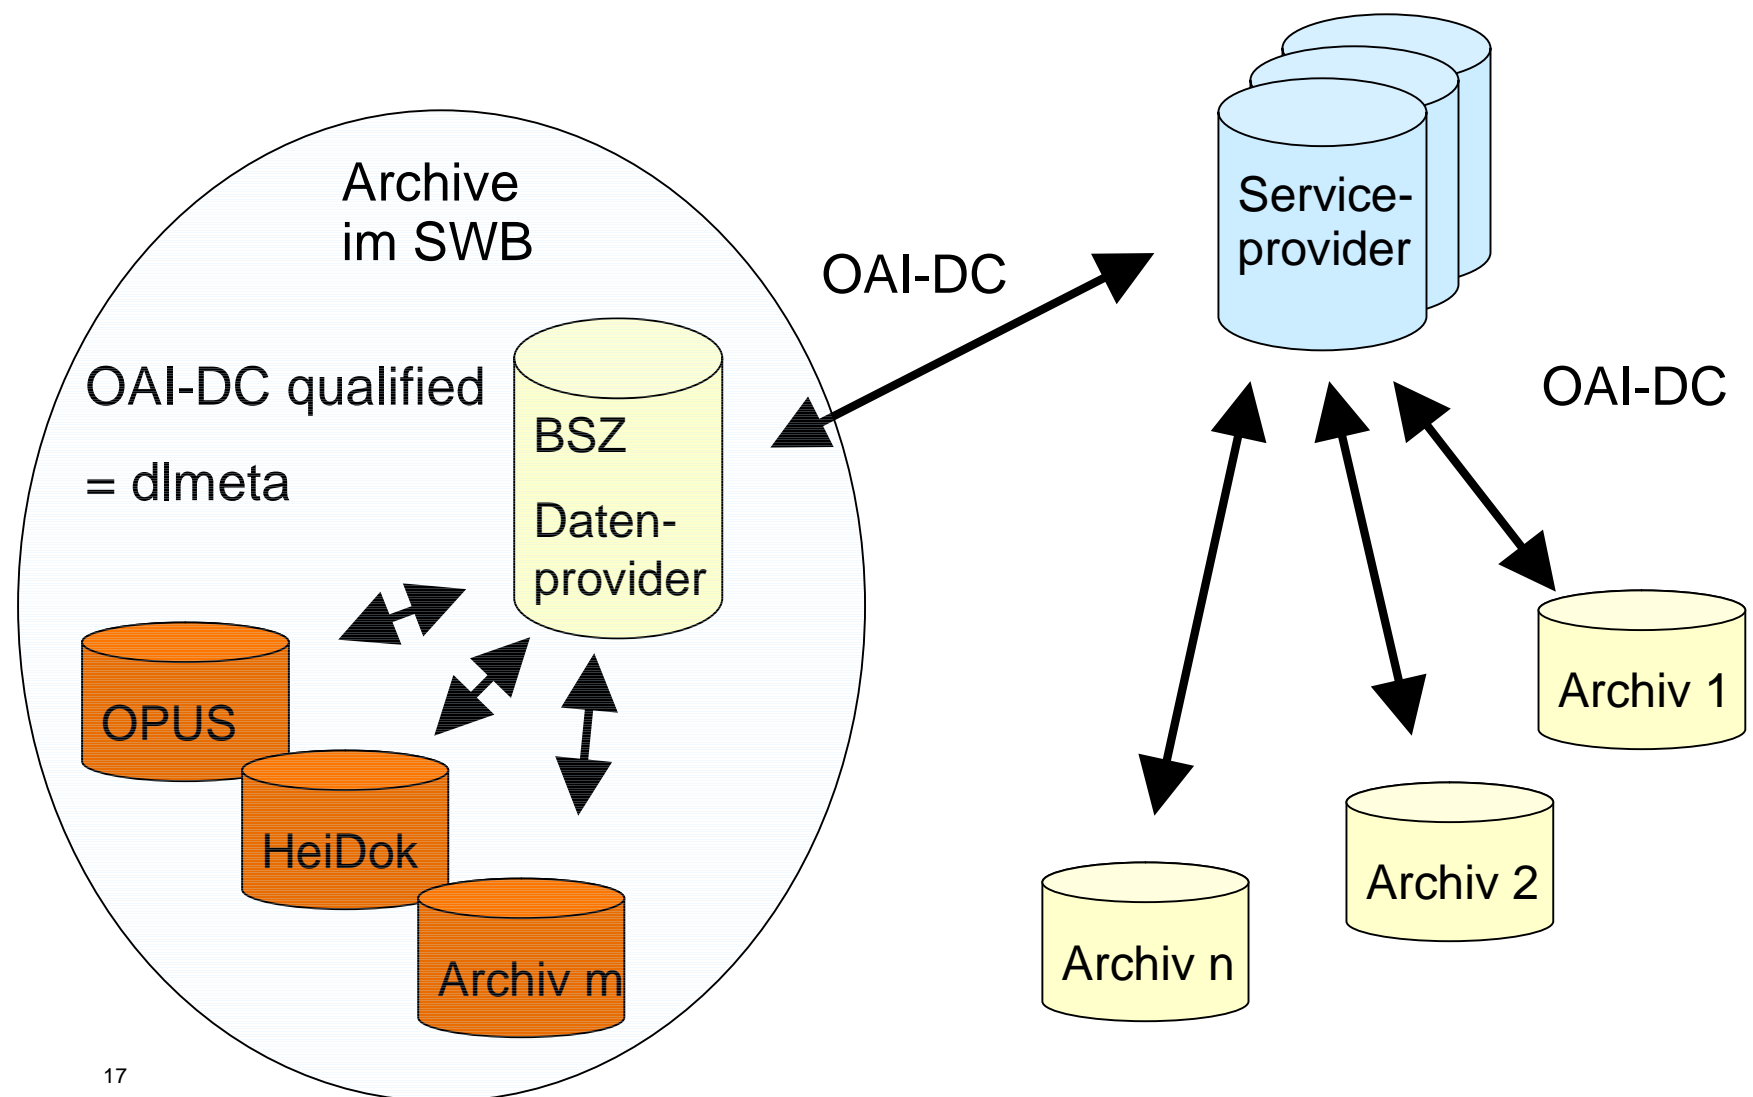 Archive
im SWB
OAI-DC qualified
= dlmeta
BSZ
Daten-
provider
OPUS
HeiDok
Archiv m
OAI-DC
Service-
provider
OAI-DC
Archiv 1
Archiv 2
Archiv n
17